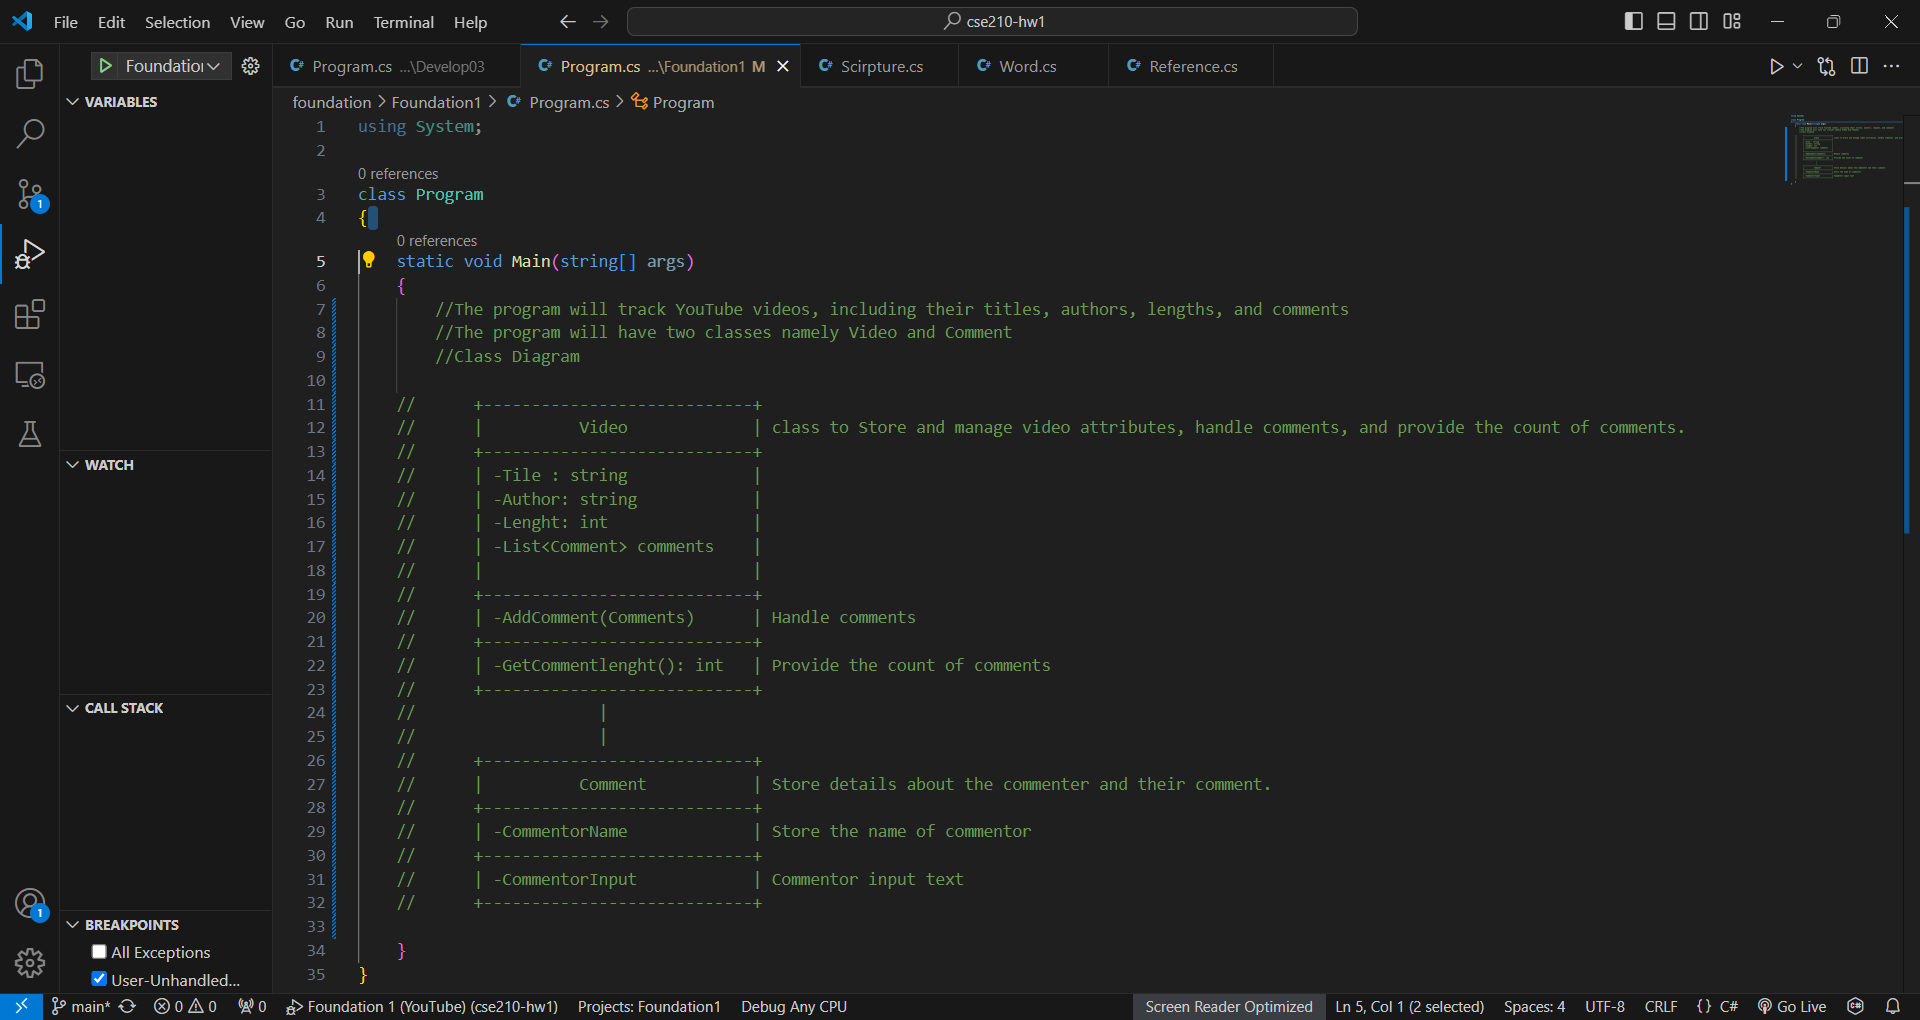 File Edit Selection View Go Run Terminal Help cse210-hw1
Foundation
Program.cs ...\Develop03 Program.cs ...\Foundation1 M Scirpture.cs Word.cs Reference.cs
foundation > Foundation1 > Program.cs > Program
VARIABLES
WATCH
CALL STACK
BREAKPOINTS
All Exceptions
User-Unhandled...
1
1
1 using System;
2
0 references
3 class Program
4 {
0 references
5 static void Main(string[] args)
6 {
7 //The program will track YouTube videos, including their titles, authors, lengths, and comments
8 //The program will have two classes namely Video and Comment
9 //Class Diagram
10
11 // +----------------------------+
12 // | Video | class to Store and manage video attributes, handle comments, and provide the count of comments.
13 // +----------------------------+
14 // | -Tile : string |
15 // | -Author: string |
16 // | -Lenght: int |
17 // | -List<Comment> comments |
18 // | |
19 // +----------------------------+
20 // | -AddComment(Comments) | Handle comments
21 // +----------------------------+
22 // | -GetCommentlenght(): int | Provide the count of comments
23 // +----------------------------+
24 // |
25 // |
26 // +----------------------------+
27 // | Comment | Store details about the commenter and their comment.
28 // +----------------------------+
29 // | -CommentorName | Store the name of commentor
30 // +----------------------------+
31 // | -CommentorInput | Commentor input text
32 // +----------------------------+
33
34 }
35 }
main* 0 0 0 Foundation 1 (YouTube) (cse210-hw1) Projects: Foundation1 Debug Any CPU Screen Reader Optimized Ln 5, Col 1 (2 selected) Spaces: 4 UTF-8 CRLF {} C# Go Live